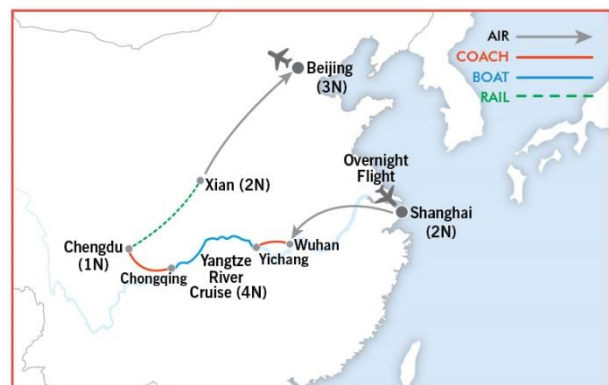 AIR
COACH
BOAT
RAIL
Beijing
(3N)
Xian (2N)
Overnight
Flight
Shanghai
(2N)
Wuhan
Yichang
Yangtze
River
Cruise (4N)
Chengdu
(1N)
Chongqing